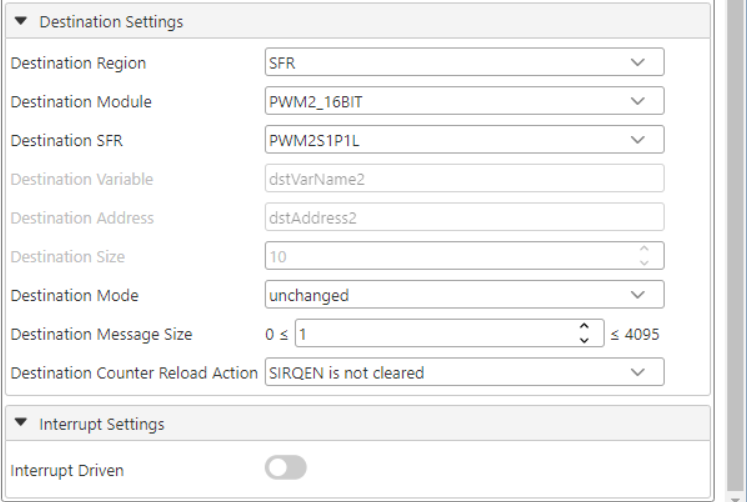 Destination Settings
Destination Region SFR
Destination Module PWM2_16BIT
Destination SFR PWM2S1P1L
Destination Variable dstVarName2
Destination Address dstAddress2
Destination Size 10
Destination Mode unchanged
Destination Message Size 0 ≤ 1 ≤ 4095
Destination Counter Reload Action SIRQEN is not cleared
Interrupt Settings
Interrupt Driven